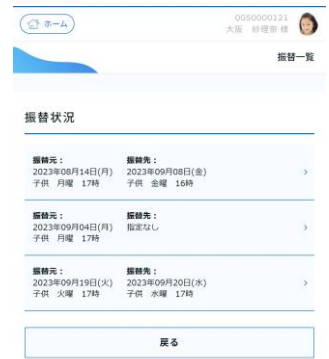 ホーム
0050000121
大阪 紗理奈 様
振替一覧
振替状況
振替元： 振替先：
2023年08月14日(月) 2023年09月08日(金)
子供 月曜 17時 子供 金曜 16時
振替元： 振替先：
2023年09月04日(月) 指定なし
子供 月曜 17時
振替元： 振替先：
2023年09月19日(火) 2023年09月20日(水)
子供 火曜 17時 子供 水曜 17時
戻る